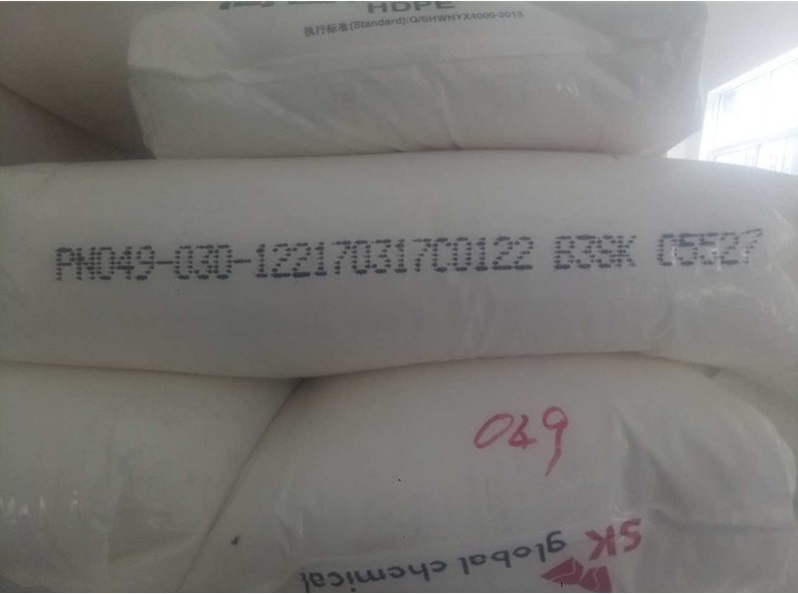 HDPE
执行标准(Standard):Q/SHWHYX4000-2013
PN049-030-122170317C0122 B3SK 05527
049
SK global chemical